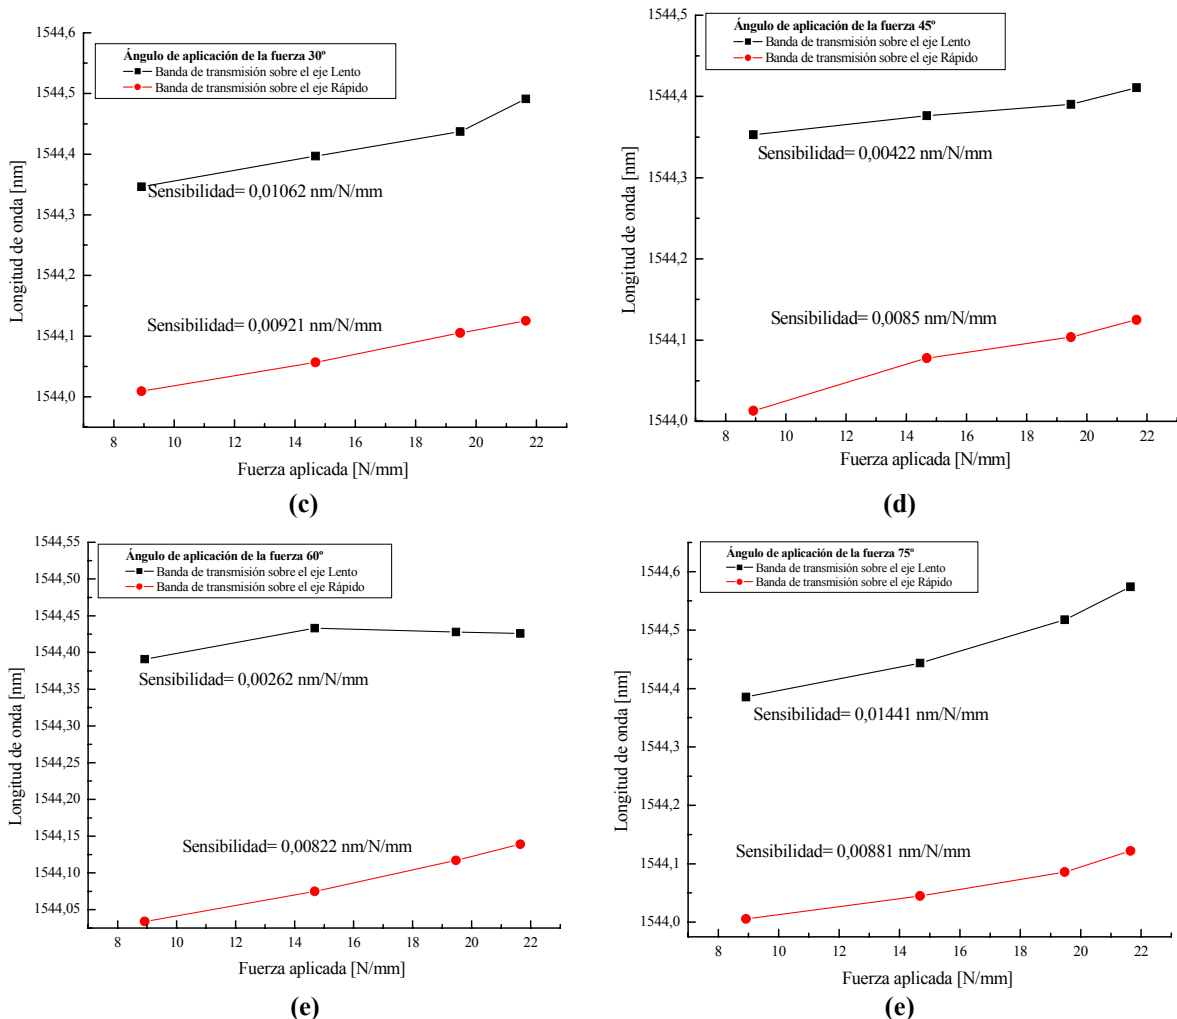 1544,6
1544,5
1544,4
1544,3
1544,2
1544,1
1544,0
Longitud de onda [nm]
Ángulo de aplicación de la fuerza 30º
Banda de transmisión sobre el eje Lento
Banda de transmisión sobre el eje Rápido
Sensibilidad= 0,01062 nm/N/mm
Sensibilidad= 0,00921 nm/N/mm
8 10 12 14 16 18 20 22
Fuerza aplicada [N/mm]
(c)
1544,5
1544,4
1544,3
1544,2
1544,1
1544,0
Longitud de onda [nm]
Ángulo de aplicación de la fuerza 45º
Banda de transmisión sobre el eje Lento
Banda de transmisión sobre el eje Rápido
Sensibilidad= 0,00422 nm/N/mm
Sensibilidad= 0,0085 nm/N/mm
8 10 12 14 16 18 20 22
Fuerza aplicada [N/mm]
(d)
1544,55
1544,50
1544,45
1544,40
1544,35
1544,30
1544,25
1544,20
1544,15
1544,10
1544,05
Longitud de onda [nm]
Ángulo de aplicación de la fuerza 60º
Banda de transmisión sobre el eje Lento
Banda de transmisión sobre el eje Rápido
Sensibilidad= 0,00262 nm/N/mm
Sensibilidad= 0,00822 nm/N/mm
8 10 12 14 16 18 20 22
Fuerza aplicada [N/mm]
(e)
1544,6
1544,5
1544,4
1544,3
1544,2
1544,1
1544,0
Longitud de onda [nm]
Ángulo de aplicación de la fuerza 75º
Banda de transmisión sobre el eje Lento
Banda de transmisión sobre el eje Rápido
Sensibilidad= 0,01441 nm/N/mm
Sensibilidad= 0,00881 nm/N/mm
8 10 12 14 16 18 20 22
Fuerza aplicada [N/mm]
(e)